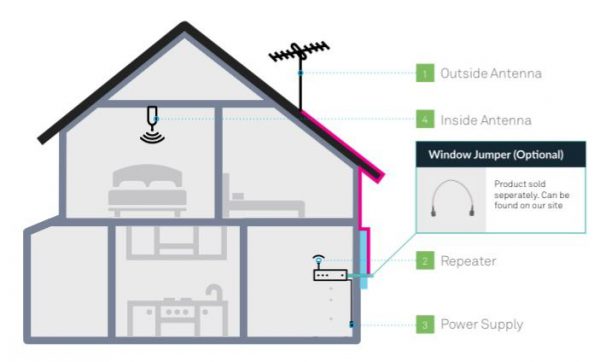 1 Outside Antenna
4 Inside Antenna
Window Jumper (Optional)
Product sold
seperately. Can be
found on our site
2 Repeater
3 Power Supply